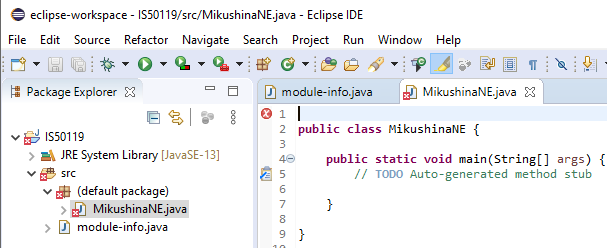 eclipse-workspace - IS50119/src/MikushinaNE.java - Eclipse IDE
File Edit Source Refactor Navigate Search Project Run Window Help
Package Explorer
IS50119
JRE System Library [JavaSE-13]
src
(default package)
MikushinaNE.java
module-info.java
module-info.java MikushinaNE.java
1
2 public class MikushinaNE {
3
4 public static void main(String[] args) {
5 // TODO Auto-generated method stub
6
7 }
8
9 }
10